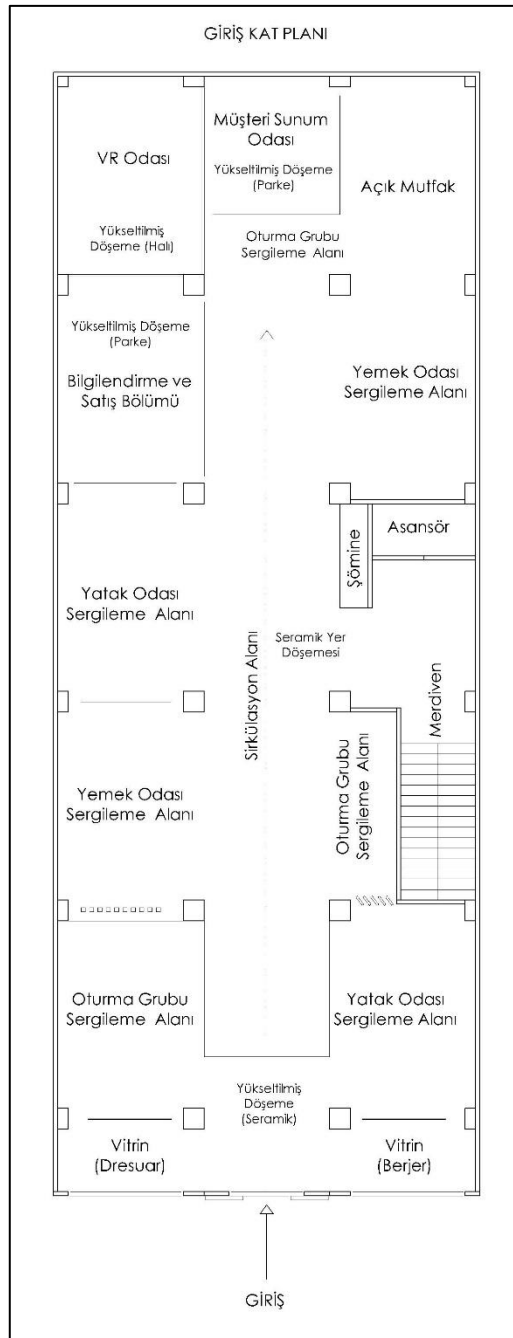 GİRİŞ KAT PLANI
VR Odası
Yükseltilmiş
Döşeme (Halı)
Müşteri Sunum
Odası
Yükseltilmiş Döşeme
(Parke)
Açık Mutfak
Oturma Grubu
Sergileme Alanı
Yükseltilmiş Döşeme
(Parke)
Bilgilendirme ve
Satış Bölümü
Yemek Odası
Sergileme Alanı
Asansör
Şömine
Yatak Odası
Sergileme Alanı
Sirkülasyon Alanı
Seramik Yer
Döşemesi
Merdiven
Yemek Odası
Sergileme Alanı
Oturma Grubu
Sergileme Alanı
Oturma Grubu
Sergileme Alanı
Yatak Odası
Sergileme Alanı
Yükseltilmiş
Döşeme
(Seramik)
Vitrin
(Dresuar)
Vitrin
(Berjer)
GİRİŞ